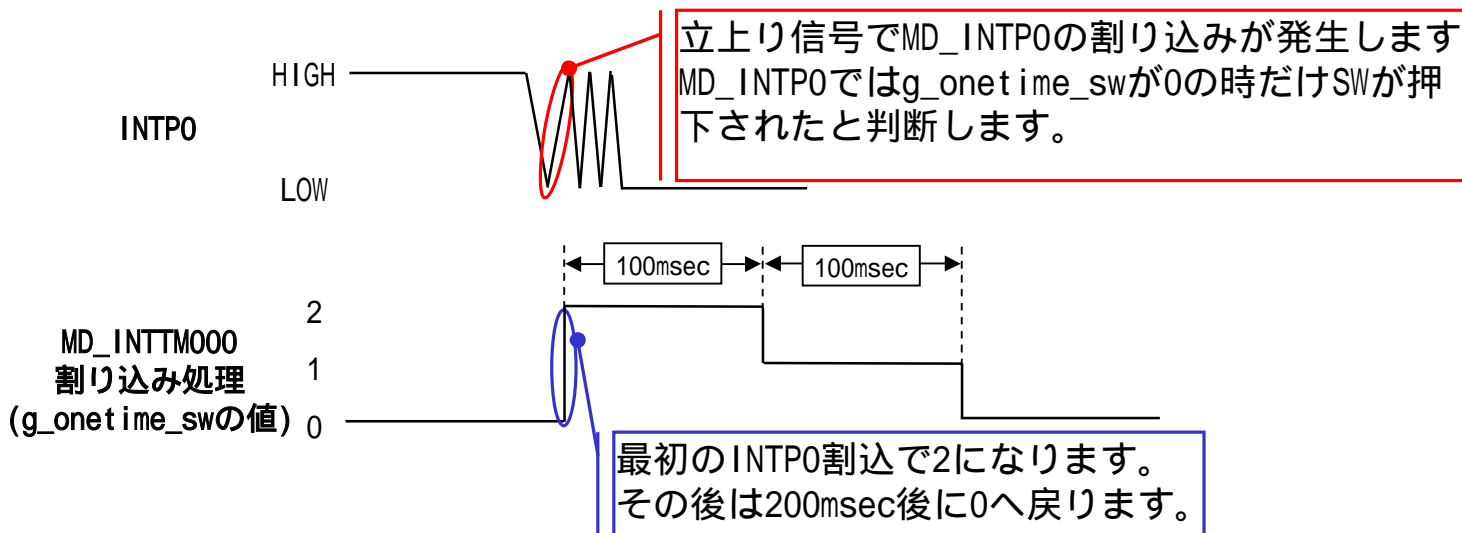 立上り信号でMD_INTP0の割り込みが発生します
MD_INTP0ではg_onetime_swが0の時だけSWが押
下されたと判断します。
HIGH
INTP0
LOW
100msec
100msec
2
MD_INTTM000
1
割り込み処理
(g_onetime_swの値)
0
最初のINTP0割込で2になります。
その後は200msec後に0へ戻ります。